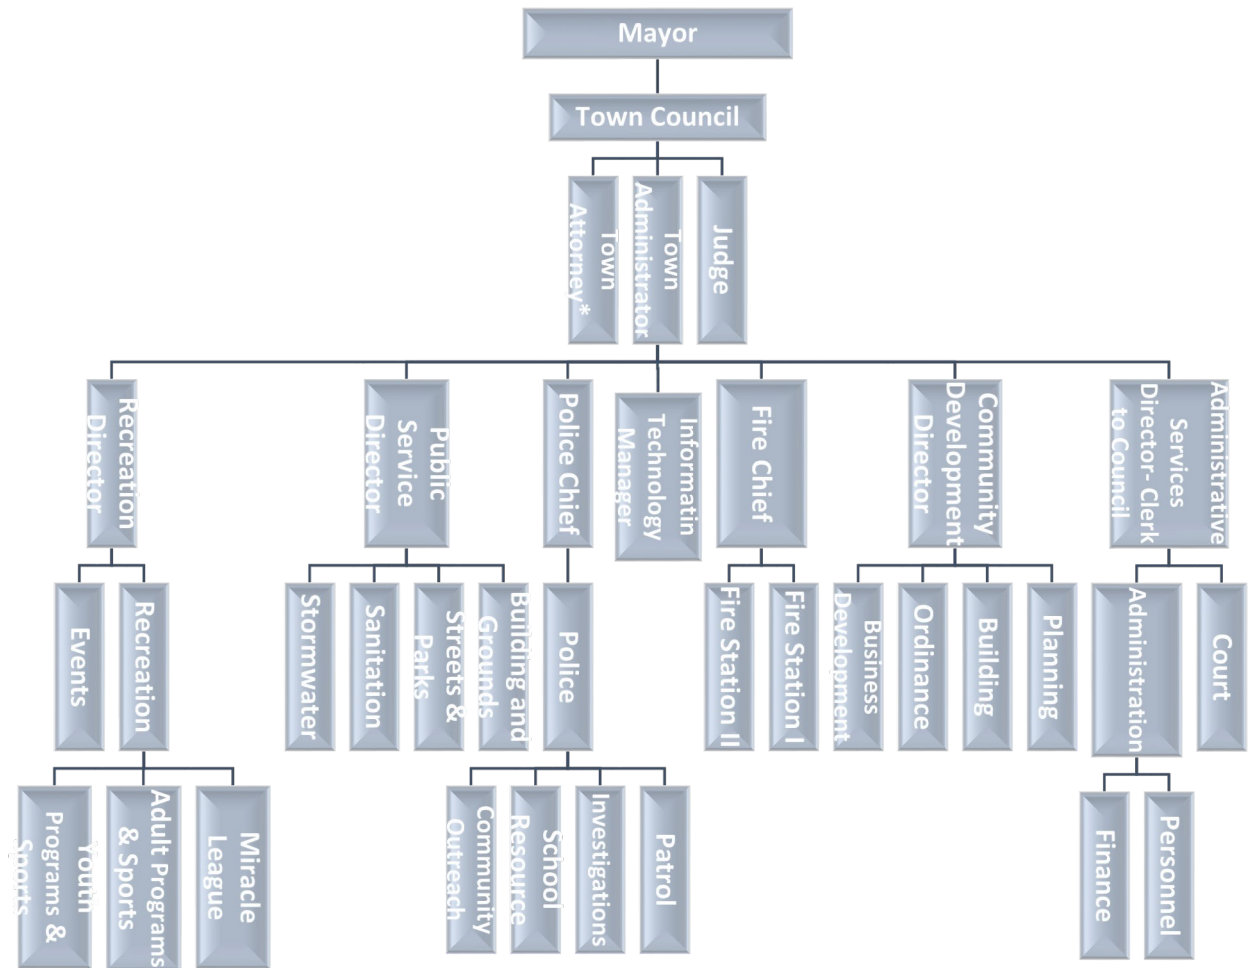 Mayor
Town Council
Town
Attorney*
Town
Administrator
Judge
Recreation
Director
Public
Service
Director
Police Chief
Informatin
Technology
Manager
Fire Chief
Community
Development
Director
Administrative
Services
Director- Clerk
to Council
Events
Recreation
Stormwater
Sanitation
Streets &
Parks
Building and
Grounds
Police
Fire Station II
Fire Station I
Business
Development
Ordinance
Building
Planning
Administration
Court
Youth
Programs &
Sports
Adult Programs
& Sports
Miracle
League
Community
Outreach
School
Resource
Investigations
Patrol
Finance
Personnel